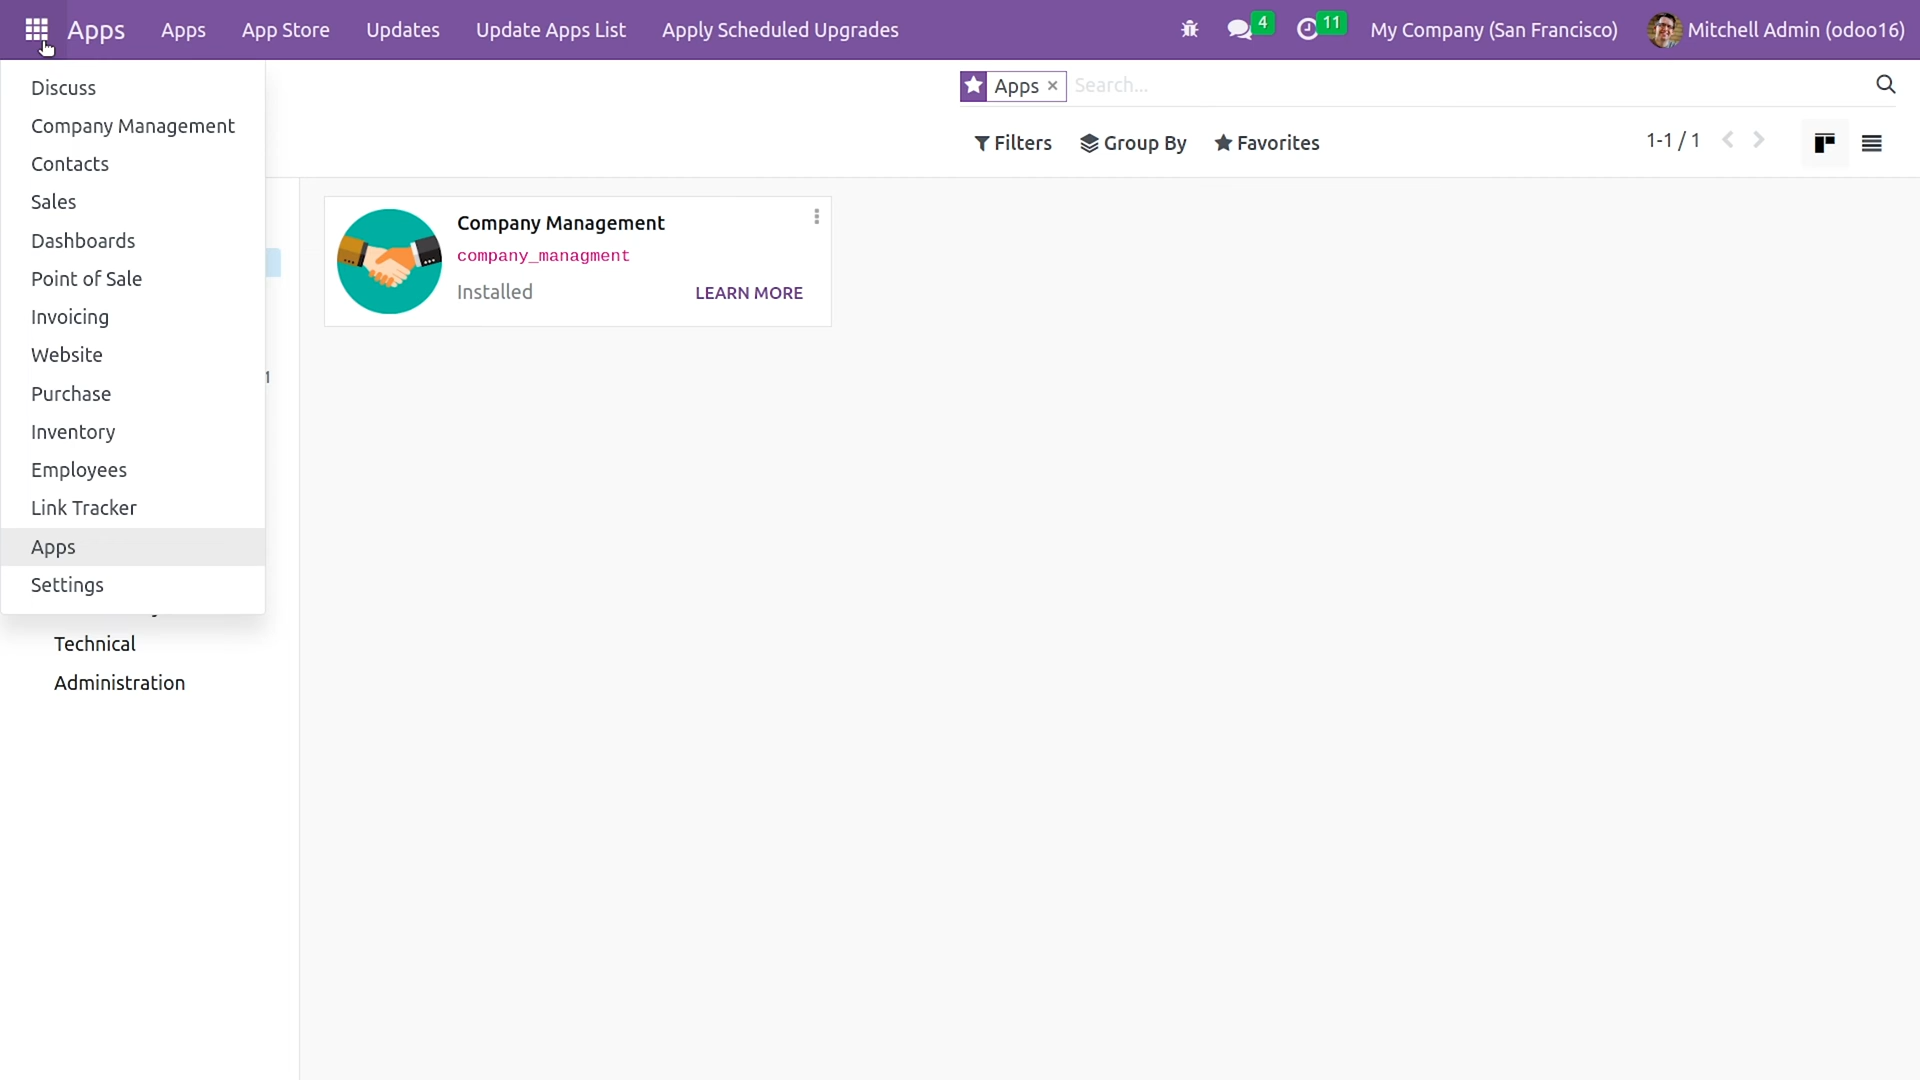 Apps Apps App Store Updates Update Apps List Apply Scheduled Upgrades 4 11 My Company (San Francisco) Mitchell Admin (odoo16)
Discuss
Company Management
Contacts
Sales
Dashboards
Point of Sale
Invoicing
Website
Purchase
Inventory
Employees
Link Tracker
Apps
Settings
1
Technical
Administration
Apps × Search...
Filters Group By Favorites 1-1 / 1
Company Management
company_managment
Installed LEARN MORE